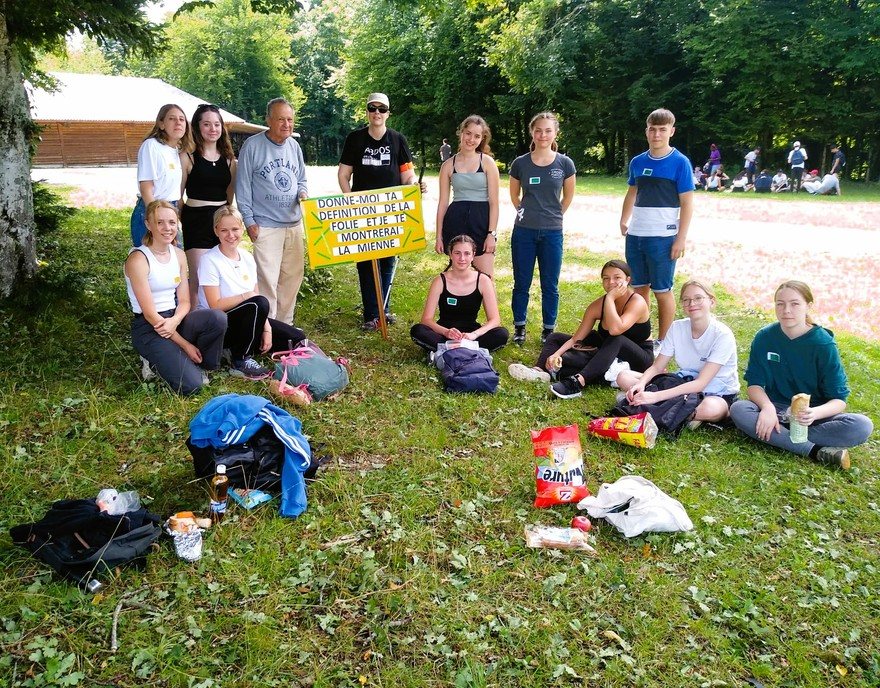 DONNE-MOI TA
DEFINITION DE LA
FOLIE ET JE TE
MONTRERAI
LA MIENNE
PORTLAND
ATHLETIC